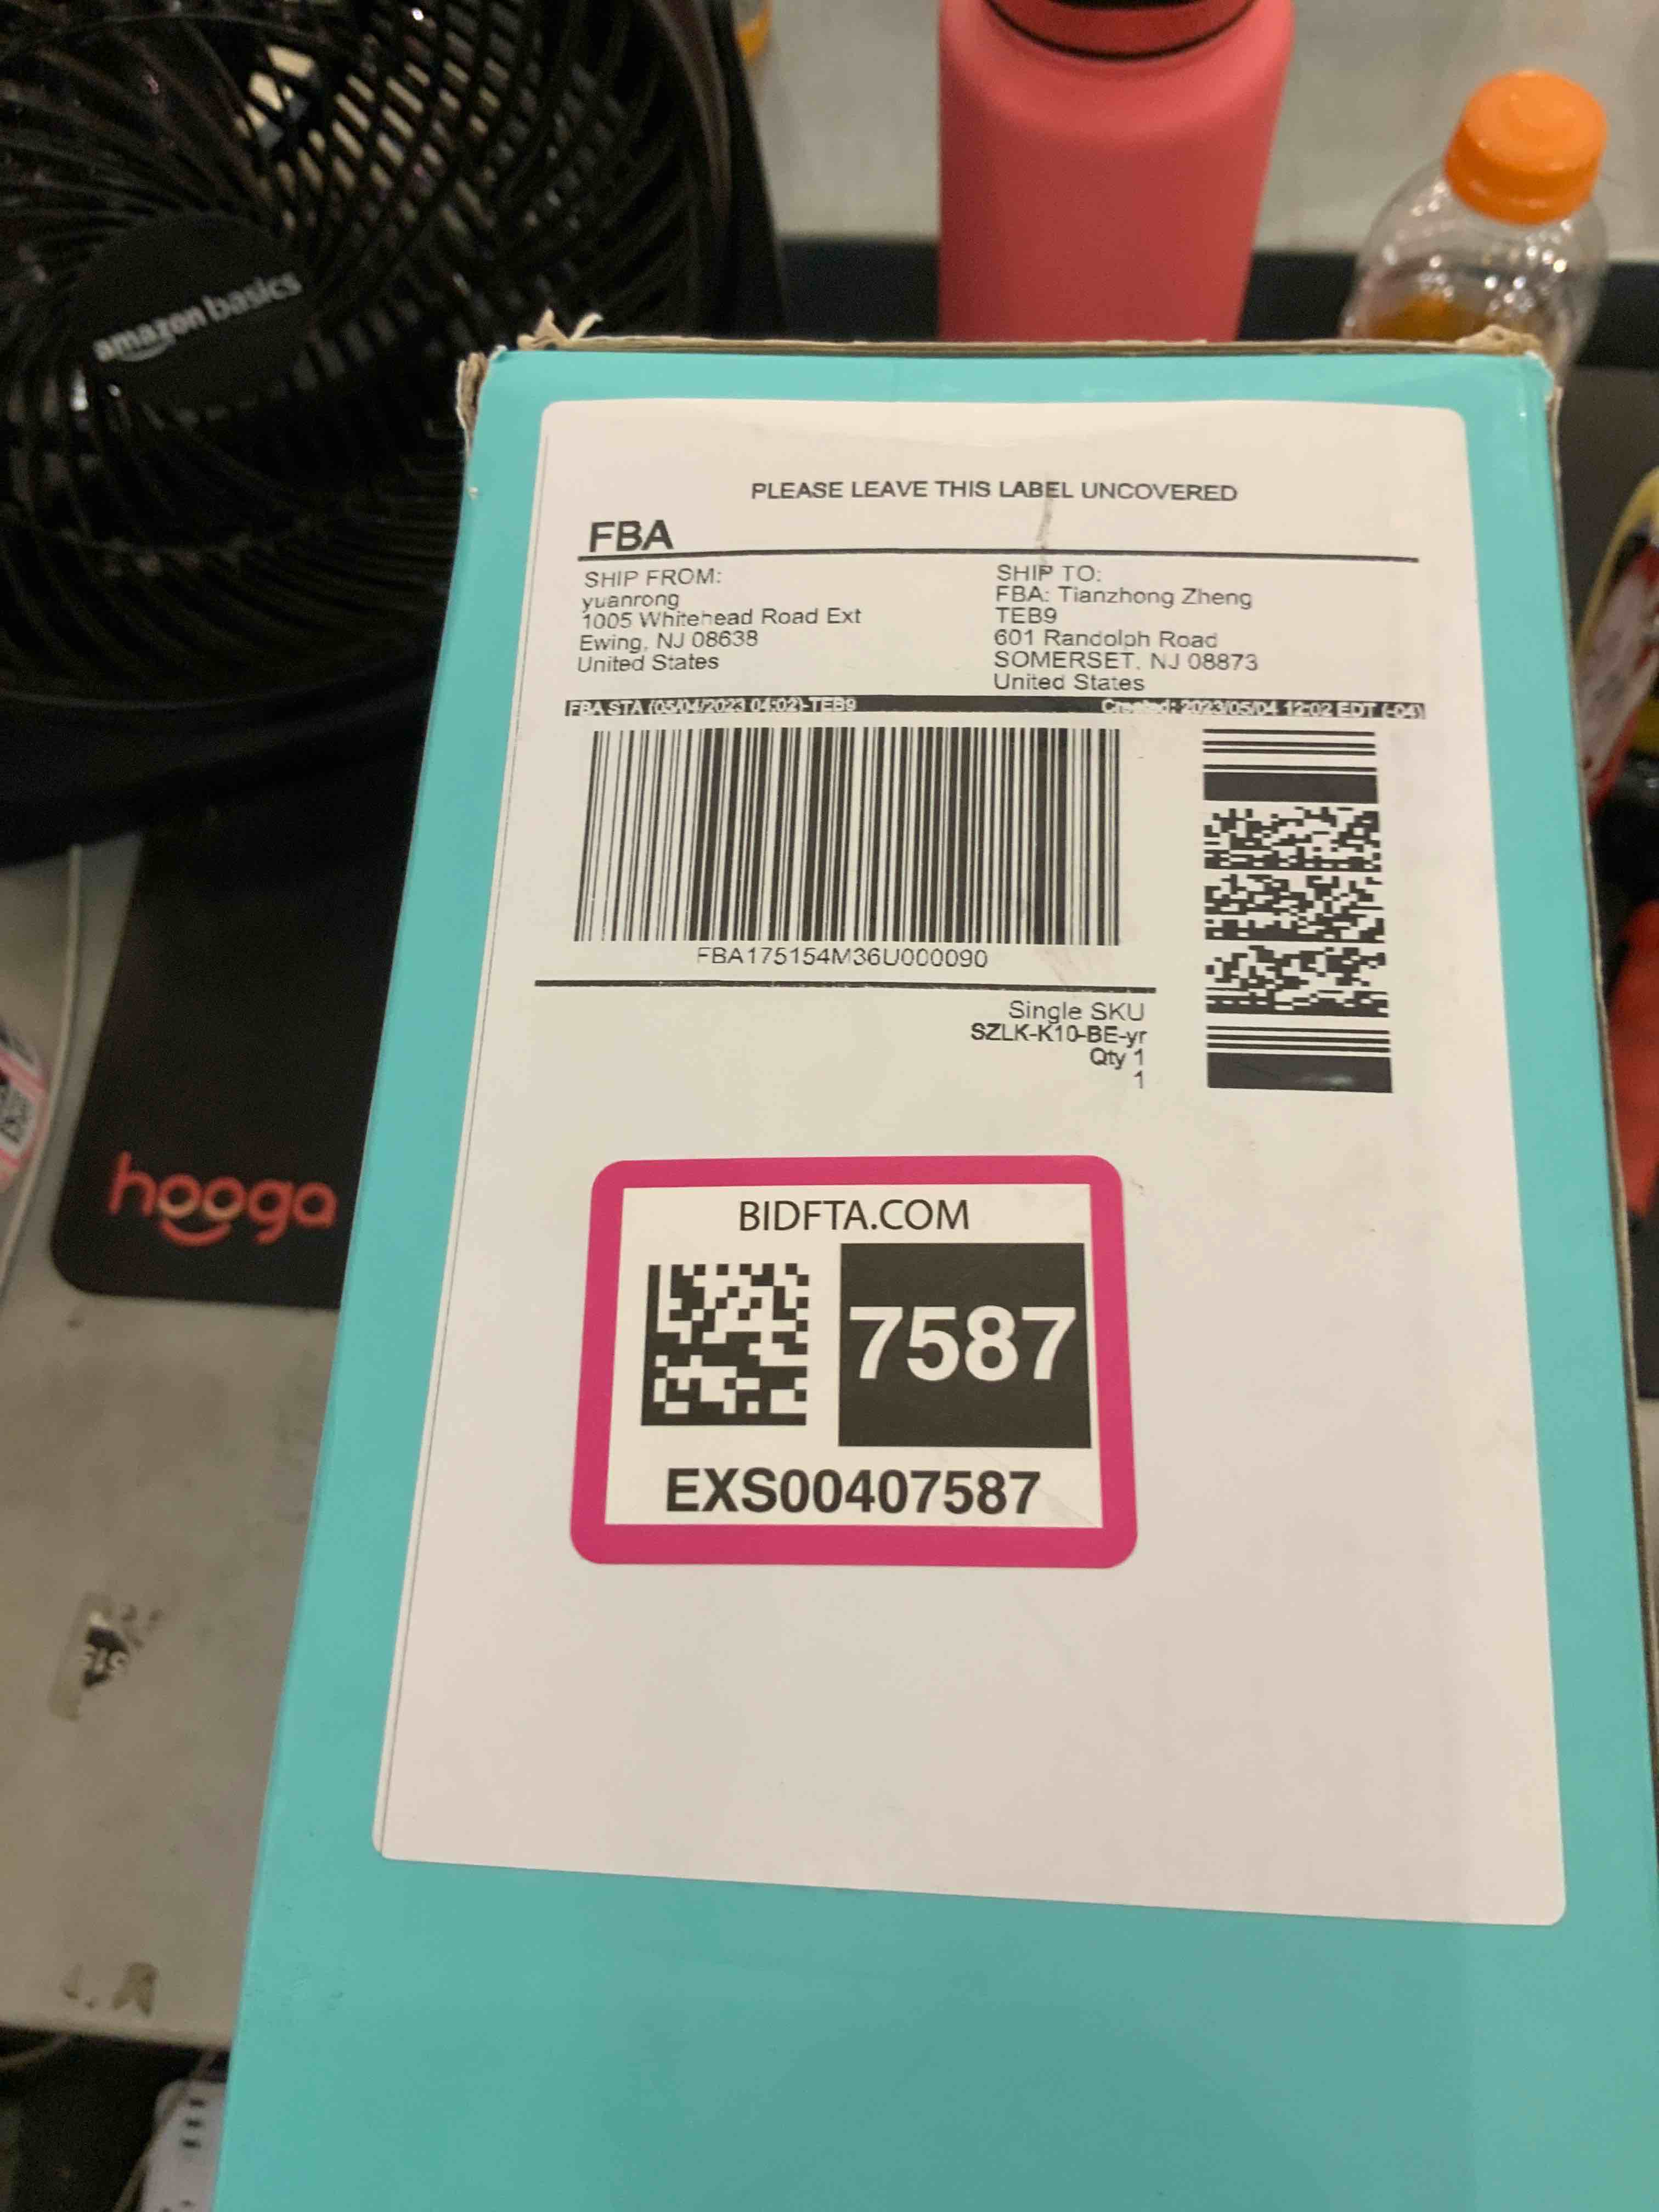 amazon basics
PLEASE LEAVE THIS LABEL UNCOVERED
FBA
SHIP FROM:
yuanrong
1005 Whitehead Road Ext
Ewing, NJ 08638
United States
SHIP TO:
FBA: Tianzhong Zheng
TEB9
601 Randolph Road
SOMERSET, NJ 08873
United States
FBA STA (05/04/2023 04:02)-TEB9
Created: 2023/05/04 12:02 EDT (-04)
FBA175154M36U000090
Single SKU
SZLK-K10-BE-yr
Qty 1
1
hooga
BIDFTA.COM
7587
EXS00407587